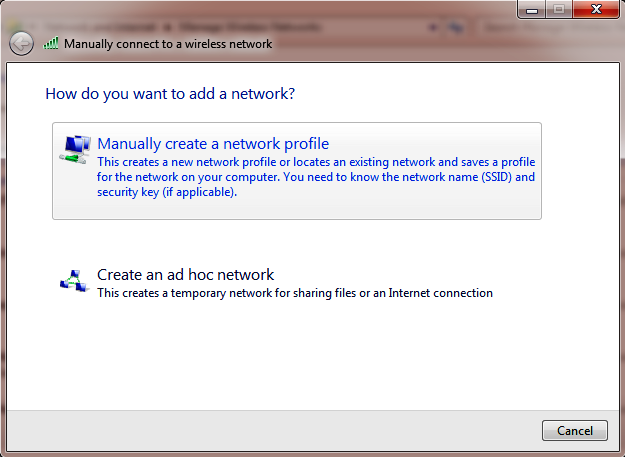 Manually connect to a wireless network
How do you want to add a network?
Manually create a network profile
This creates a new network profile or locates an existing network and saves a profile
for the network on your computer. You need to know the network name (SSID) and
security key (if applicable).
Create an ad hoc network
This creates a temporary network for sharing files or an Internet connection
Cancel